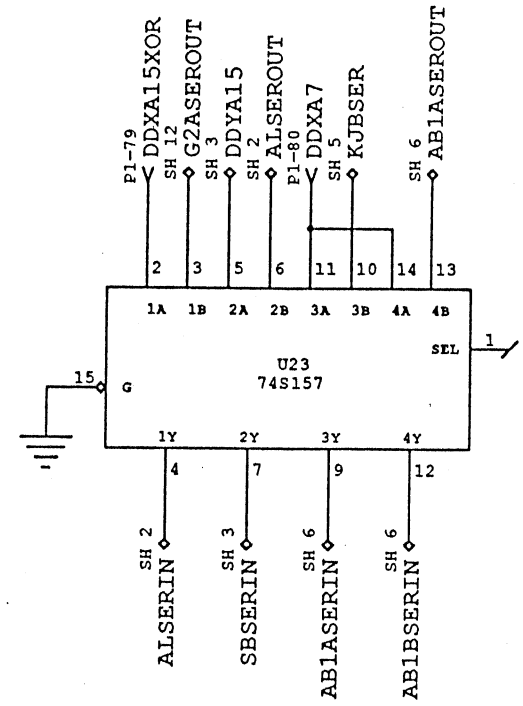 P1-79
DDXA15XOR
SH 12
G2ASEROUT
SH 3
DDYA15
SH 2
ALSEROUT
P1-80
DDXA7
SH 5
KJBSER
SH 6
AB1ASEROUT
2 3 5 6 11 10 14 13
1A 1B 2A 2B 3A 3B 4A 4B
SEL 1
U23
74S157
15 G
1Y 2Y 3Y 4Y
4 7 9 12
SH 2
ALSERIN
SH 3
SBSERIN
SH 6
AB1ASERIN
SH 6
AB1BSERIN